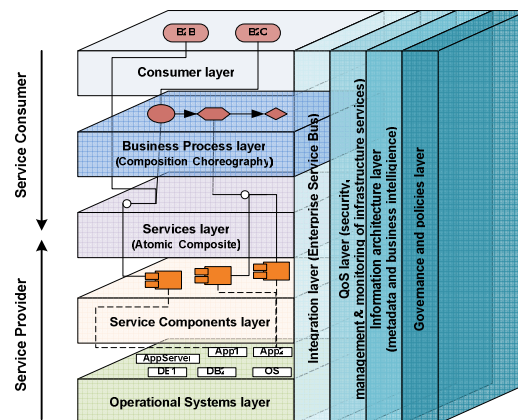 B2B
B2C
Consumer layer
Business Process layer
(Composition Choreography)
Services layer
(Atomic Composite)
Service Components layer
AppServer
App1
App2
DB1
DB2
OS
Operational Systems layer
Service Consumer
Service Provider
Integration layer (Enterprise Service Bus)
QoS layer (security,
management & monitoring of infrastructure services)
Information architecture layer
(metadata and business intelligience)
Governance and policies layer